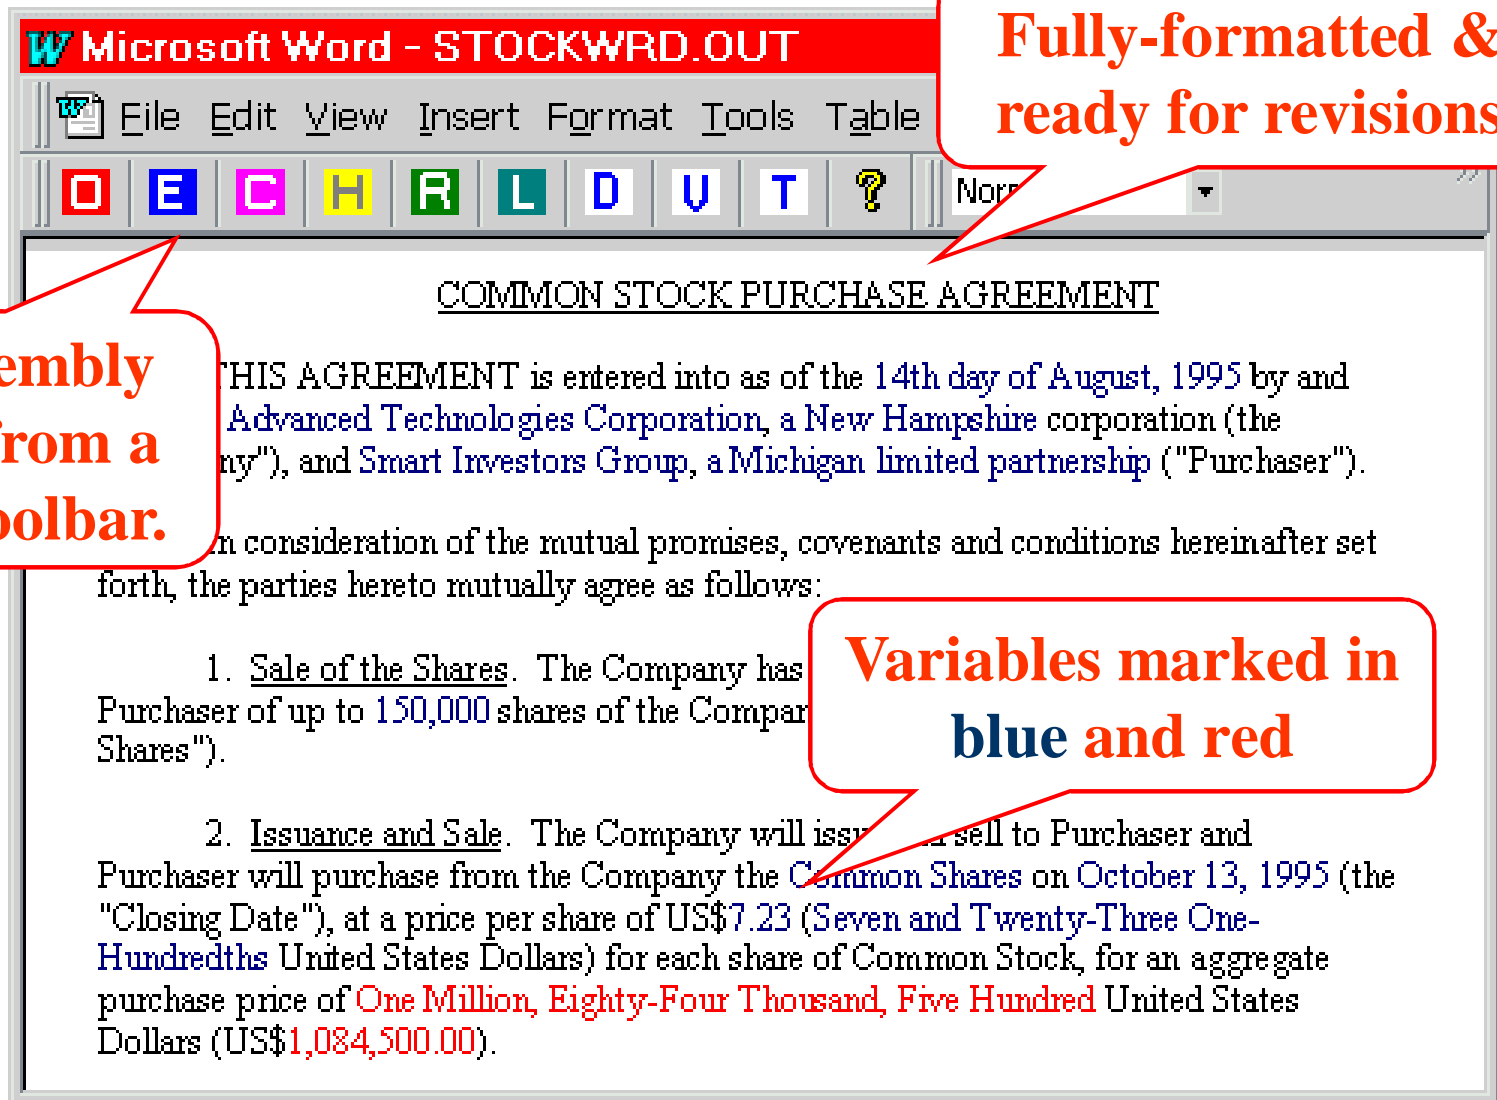 Microsoft Word - STOCKWRD.OUT
Fully-formatted &
ready for revisions
File Edit View Insert Format Tools Table
O E C H R L D V T ?
COMMON STOCK PURCHASE AGREEMENT
embly
from a
oolbar.
THIS AGREEMENT is entered into as of the 14th day of August, 1995 by and
Advanced Technologies Corporation, a New Hampshire corporation (the
ny"), and Smart Investors Group, a Michigan limited partnership ("Purchaser").
n consideration of the mutual promises, covenants and conditions hereinafter set
forth, the parties hereto mutually agree as follows:
1. Sale of the Shares. The Company has
Purchaser of up to 150,000 shares of the Compan
Shares").
Variables marked in
blue and red
2. Issuance and Sale. The Company will issu sell to Purchaser and
Purchaser will purchase from the Company the Common Shares on October 13, 1995 (the
"Closing Date"), at a price per share of US$7.23 (Seven and Twenty-Three One-
Hundredths United States Dollars) for each share of Common Stock, for an aggregate
purchase price of One Million, Eighty-Four Thousand, Five Hundred United States
Dollars (US$1,084,500.00).